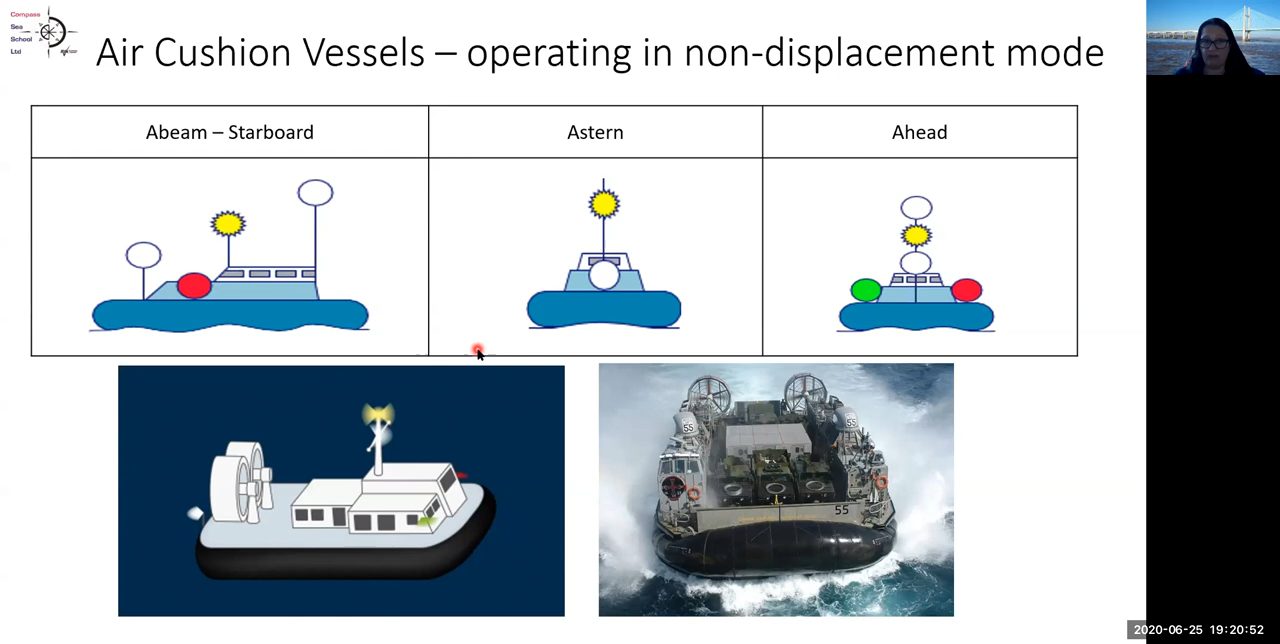 Compass
Sea
School
Ltd
Air Cushion Vessels – operating in non-displacement mode
Abeam – Starboard
Astern
Ahead
55
55
55
2020-06-25 19:20:52